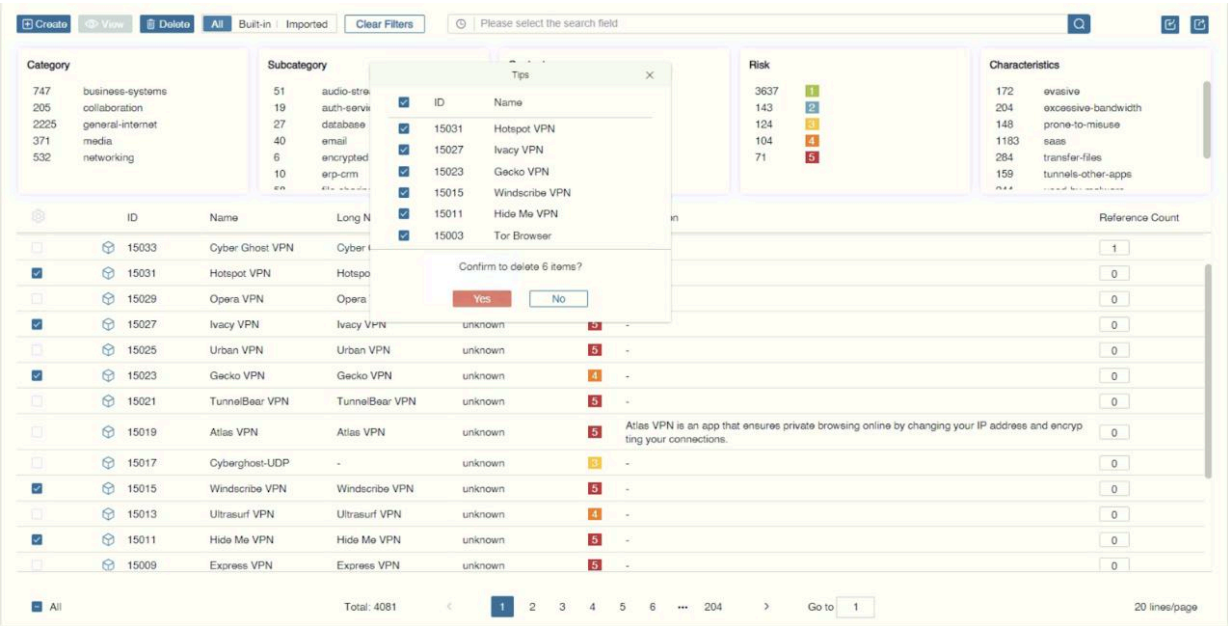 Create View Delete All Built-in Imported Clear Filters Please select the search field
Category
747 business-systems
205 collaboration
2225 general-internet
371 media
532 networking
Subcategory
51 audio-stre
19 auth-servi
27 database
40 email
6 encrypted
10 erp-crm
Tips
ID Name
15031 Hotspot VPN
15027 Ivacy VPN
15023 Gecko VPN
15015 Windscribe VPN
15011 Hide Me VPN
15003 Tor Browser
Confirm to delete 6 items?
Yes No
Risk
3637 1
143 2
124 3
104 4
71 5
Characteristics
172 evasive
204 excessive-bandwidth
148 prone-to-misuse
1183 saas
284 transfer-files
159 tunnels-other-apps
ID Name Long N on Reference Count
15033 Cyber Ghost VPN Cyber 1
15031 Hotspot VPN Hotspo 0
15029 Opera VPN Opera 0
15027 Ivacy VPN Ivacy VPN unknown 5 - 0
15025 Urban VPN Urban VPN unknown 5 - 0
15023 Gecko VPN Gecko VPN unknown 4 - 0
15021 TunnelBear VPN TunnelBear VPN unknown 5 - 0
15019 Atlas VPN Atlas VPN unknown 5 Atlas VPN is an app that ensures private browsing online by changing your IP address and encryp
ting your connections. 0
15017 Cyberghost-UDP - unknown 3 - 0
15015 Windscribe VPN Windscribe VPN unknown 5 - 0
15013 Ultrasurf VPN Ultrasurf VPN unknown 4 - 0
15011 Hide Me VPN Hide Me VPN unknown 5 - 0
15009 Express VPN Express VPN unknown 5 - 0
All Total: 4081 < 1 2 3 4 5 6 ••• 204 > Go to 1 20 lines/page